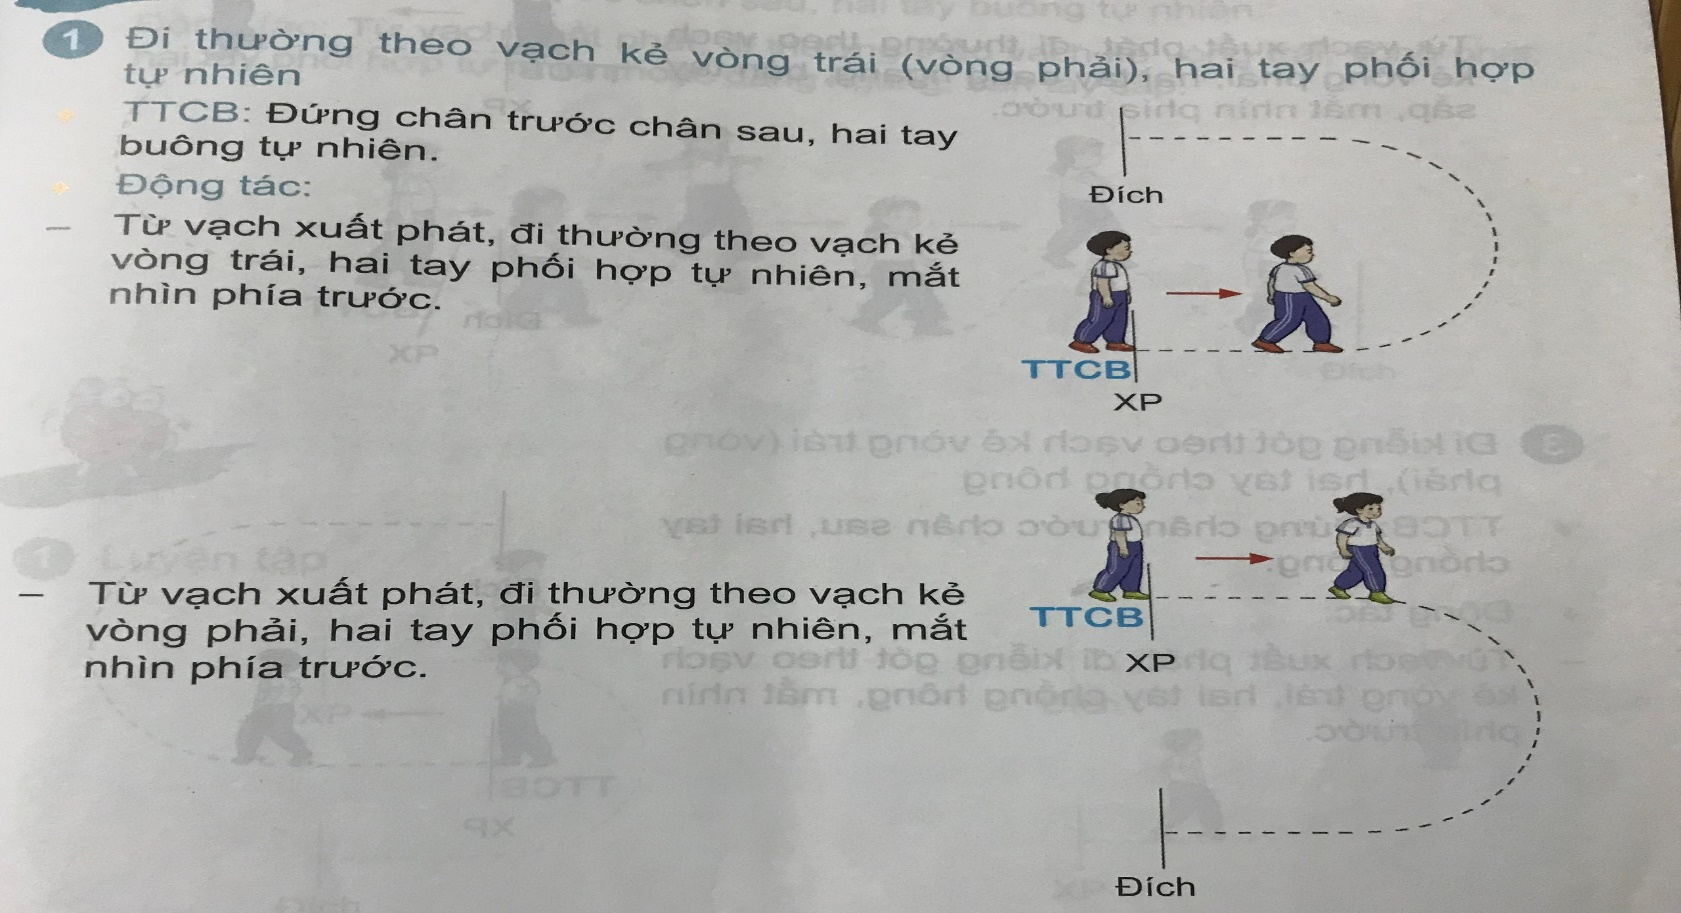 1 Đi thường theo vạch kẻ vòng trái (vòng phải), hai tay phối hợp
tự nhiên
TTCB: Đứng chân trước chân sau, hai tay
buông tự nhiên.
Động tác:
– Từ vạch xuất phát, đi thường theo vạch kẻ
vòng trái, hai tay phối hợp tự nhiên, mắt
nhìn phía trước.
Đích
TTCB
XP
– Từ vạch xuất phát, đi thường theo vạch kẻ
vòng phải, hai tay phối hợp tự nhiên, mắt
nhìn phía trước.
TTCB
XP
Đích